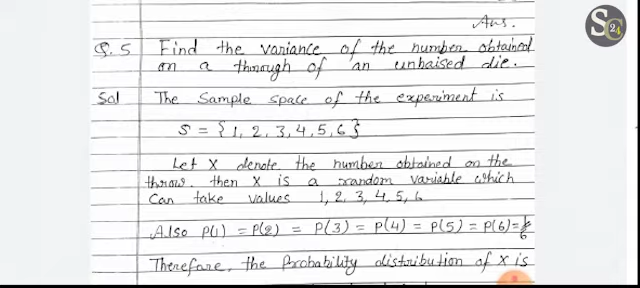 Ans.
SC 24
Q.5 Find the variance of the number obtained
on a thorough of an unbaised die.
Sol The Sample space of the experiment is
S = {1, 2, 3, 4, 5, 6}
Let X denote the number obtained on the
throw. then X is a random variable which
Can take values 1, 2, 3, 4, 5, 6
Also P(1) = P(2) = P(3) = P(4) = P(5) = P(6) = 1/6
Therefore, the Probability distribution of X is